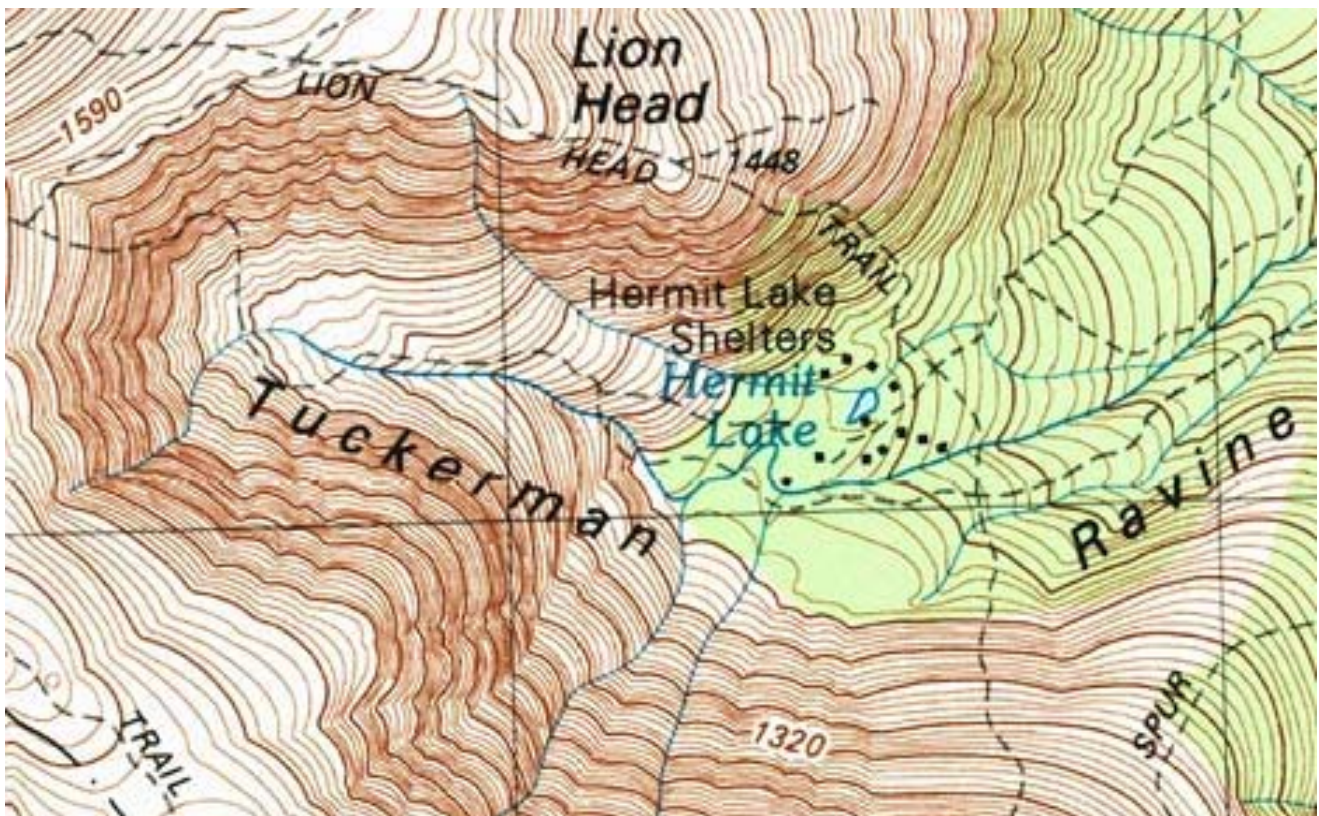 Lion
Head
LION
1590
HEAD
1448
TRAIL
Hermit Lake
Shelters
Hermit
Lake
Tuckerman
Ravine
TRAIL
1320
SPUR